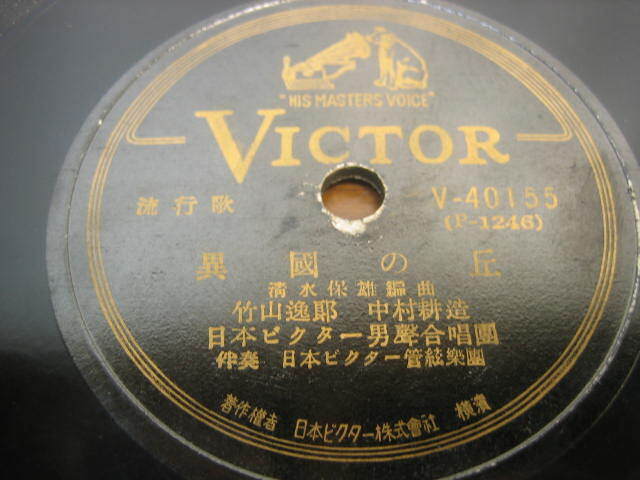 "HIS MASTERS VOICE"
VICTOR
流行歌
V-40155
(P-1246)
異國の丘
清水保雄編曲
竹山逸郎 中村耕造
日本ビクター男聲合唱團
伴奏 日本ビクター管絃樂團
著作權者 日本ビクター株式會社 横濱